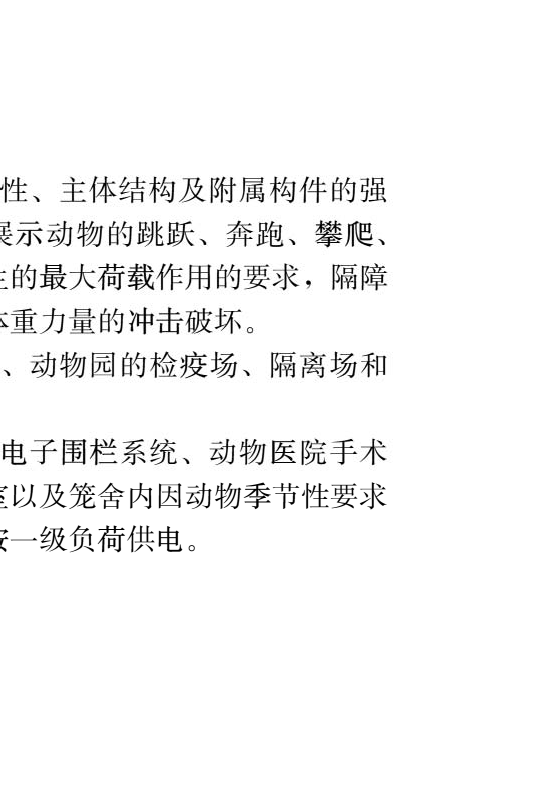 性、主体结构及附属构件的强
展示动物的跳跃、奔跑、攀爬、
生的最大荷载作用的要求，隔障
体重力量的冲击破坏。
、动物园的检疫场、隔离场和
电子围栏系统、动物医院手术
室以及笼舍内因动物季节性要求
按一级负荷供电。